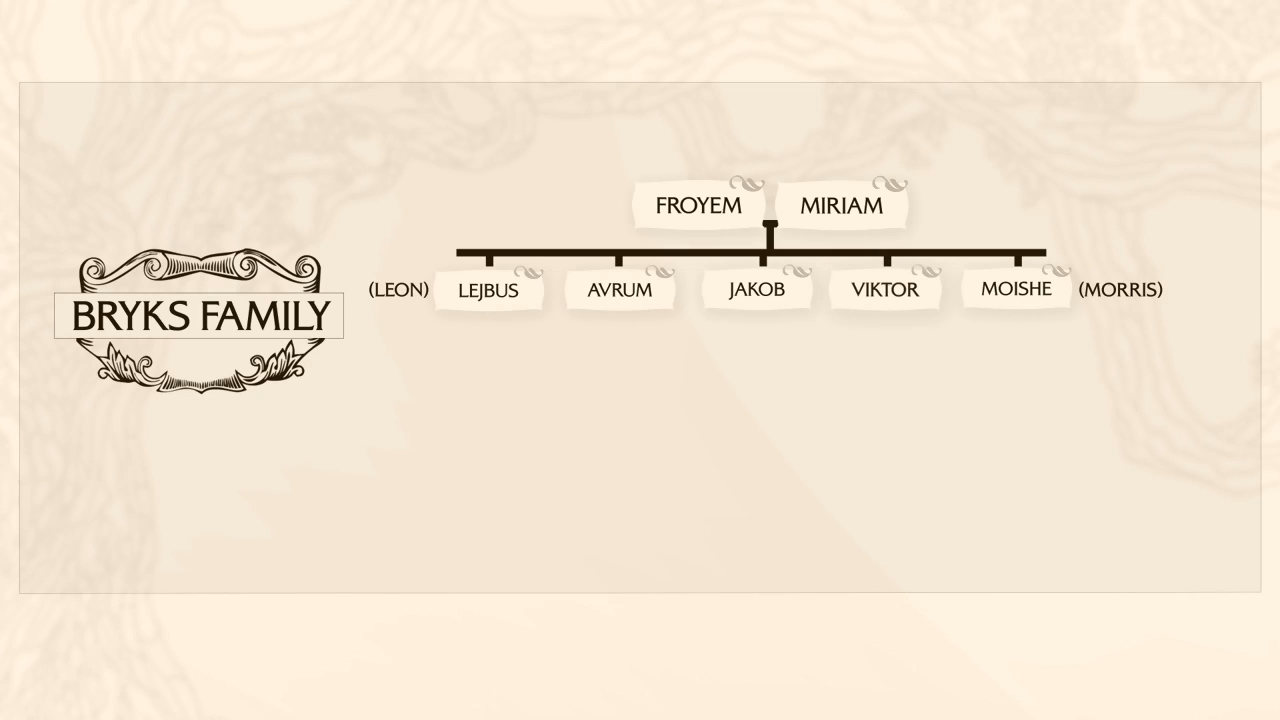 FROYEM MIRIAM
(LEON) LEJBUS AVRUM JAKOB VIKTOR MOISHE (MORRIS)
BRYKS FAMILY